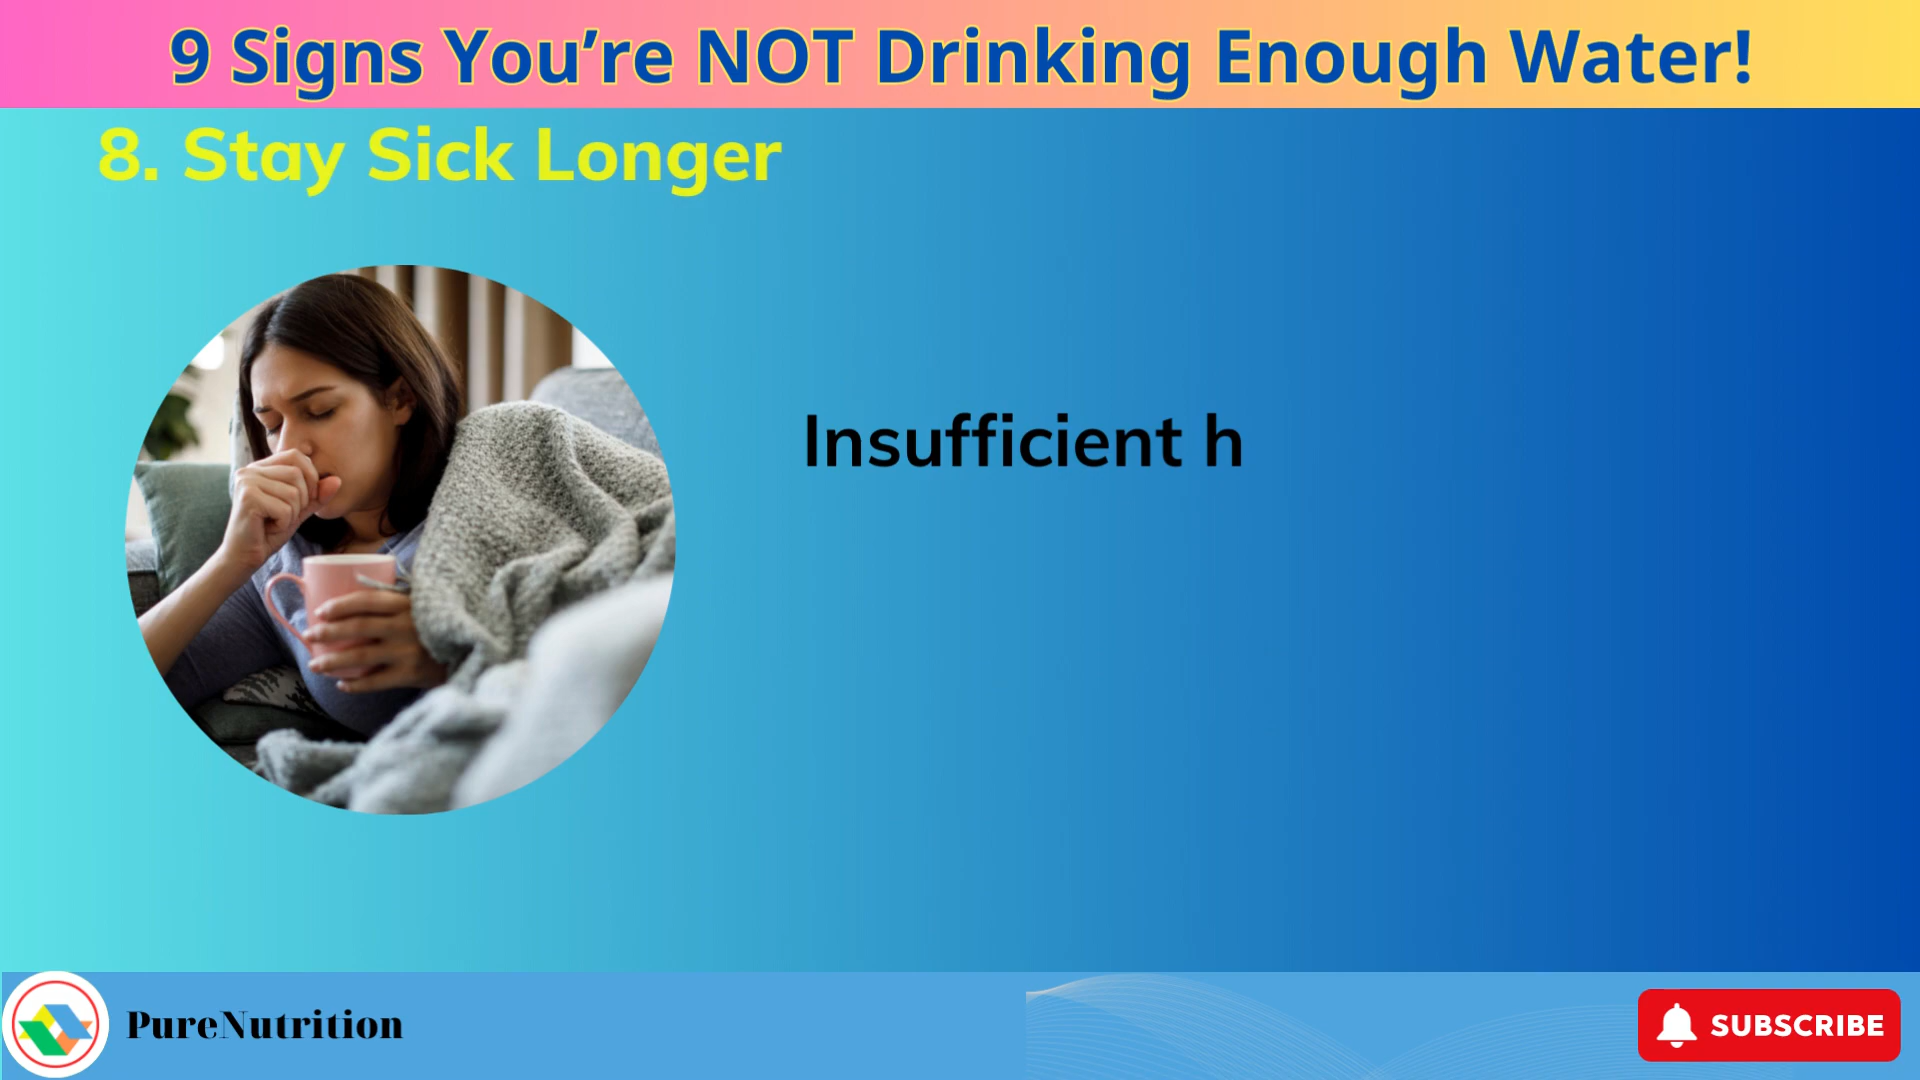 9 Signs You’re NOT Drinking Enough Water!
8. Stay Sick Longer
Insufficient h
PureNutrition
SUBSCRIBE